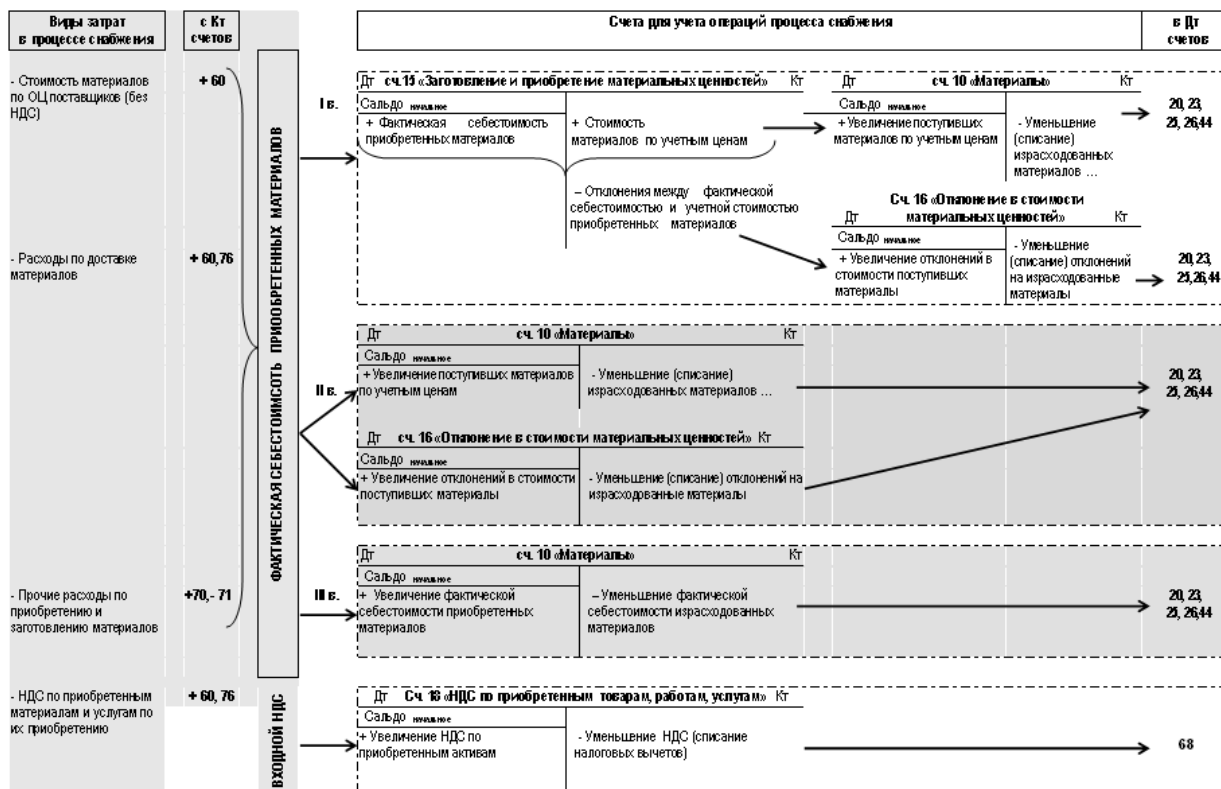 Виды затрат
в процессе снабжения
с Кт
счетов
Счета для учета операций процесса снабжения
в Дт
счетов
- Стоимость материалов
по ОЦ поставщиков (без
НДС)
+ 60
- Расходы по доставке
материалов
+ 60,76
- Прочие расходы по
приобретению и
заготовлению материалов
+70,- 71
- НДС по приобретенным
материалам и услугам по
их приобретению
+ 60, 76
ФАКТИЧЕСКАЯ СЕБЕСТОИМСОТЬ ПРИООБРЕТЕННЫХ МАТЕРИАЛОВ
ВХОДНОЙ НДС
I в.
Дт сч.15 «Заготовление и приобретение материальных ценностей» Кт
Сальдо начальное
+ Фактическая себестоимость
приобретенных материалов
+ Стоимость
материалов по учетным ценам
– Отклонения между фактической
себестоимостью и учетной стоимостью
приобретенных материалов
Дт сч. 10 «Материалы» Кт
Сальдо начальное
+ Увеличение поступивших
материалов по учетным ценам
- Уменьшение
(списание)
израсходованных
материалов ...
20, 23,
25, 26,44
Сч. 16 «Отклонение в стоимости
Дт материальных ценностей» Кт
Сальдо начальное
+ Увеличение отклонений в
стоимости поступивших
материалы
- Уменьшение
(списание) отклонений
на израсходованные
материалы
20, 23,
25,26,44
II в.
Дт сч. 10 «Материалы» Кт
Сальдо начальное
+ Увеличение поступивших материалов
по учетным ценам
- Уменьшение (списание)
израсходованных материалов ...
20, 23,
25, 26,44
Дт сч. 16 «Отклонение в стоимости материальных ценностей» Кт
Сальдо начальное
+ Увеличение отклонений в стоимости
поступивших материалы
- Уменьшение (списание) отклонений на
израсходованные материалы
III в.
Дт сч. 10 «Материалы» Кт
Сальдо начальное
+ Увеличение фактической
себестоимости приобретенных
материалов
– Уменьшение фактической
себестоимости израсходованных
материалов
20, 23,
25, 26,44
Дт Сч. 18 «НДС по приобретенным товарам, работам, услугам» Кт
Сальдо начальное
+ Увеличение НДС по
приобретенным активам
- Уменьшение НДС (списание
налоговых вычетов)
68